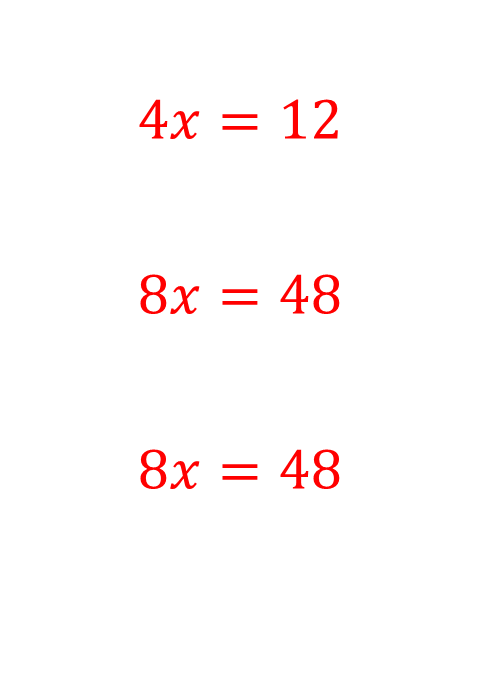 4x = 12
8x = 48
8x = 48